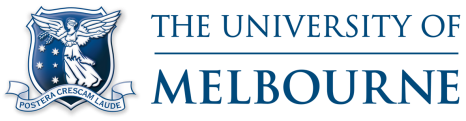 THE UNIVERSITY OF
MELBOURNE
POSTERA CRESCAM LAUDE